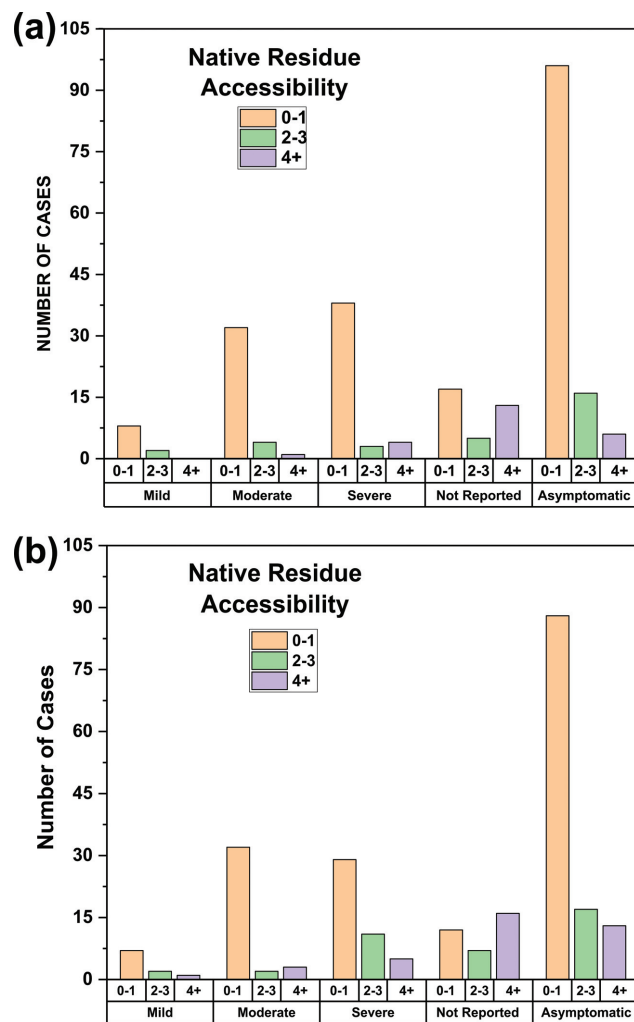 (a)
105
90
75
60
45
30
15
0
NUMBER OF CASES
Native Residue
Accessibility
0-1
2-3
4+
0-1 2-3 4+ 0-1 2-3 4+ 0-1 2-3 4+ 0-1 2-3 4+ 0-1 2-3 4+
Mild Moderate Severe Not Reported Asymptomatic
(b)
105
90
75
60
45
30
15
0
Number of Cases
Native Residue
Accessibility
0-1
2-3
4+
0-1 2-3 4+ 0-1 2-3 4+ 0-1 2-3 4+ 0-1 2-3 4+ 0-1 2-3 4+
Mild Moderate Severe Not Reported Asymptomatic